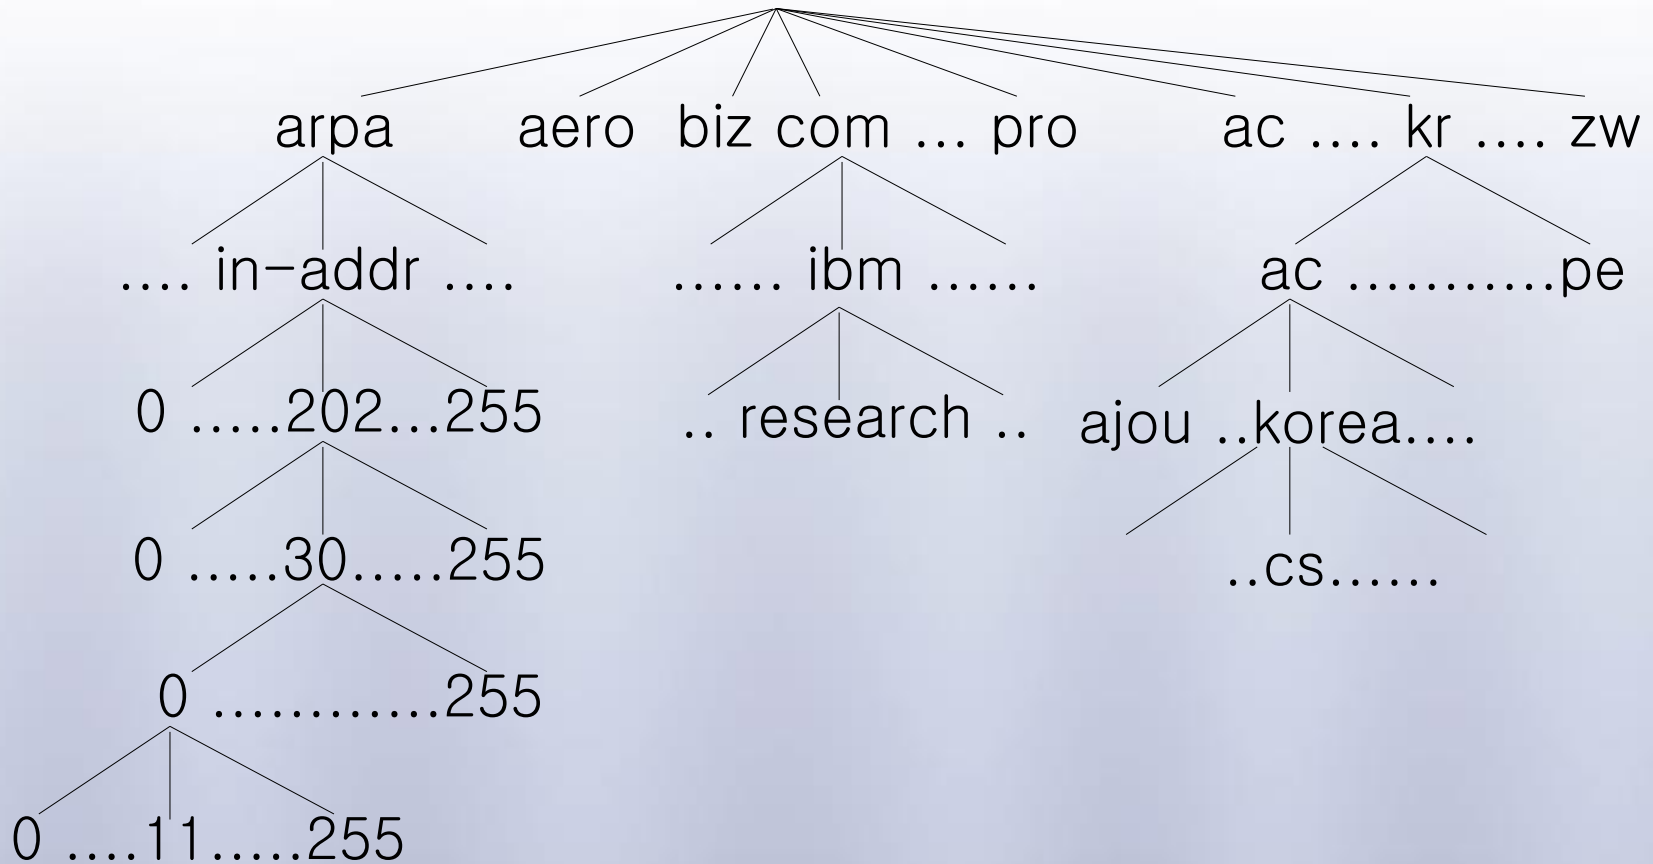 arpa aero biz com ... pro ac .... kr .... zw
.... in-addr .... ...... ibm ...... ac ...........pe
0 .....202...255 .. research .. ajou ..korea....
0 .....30.....255 ..cs......
0 ............255
0 ....11.....255